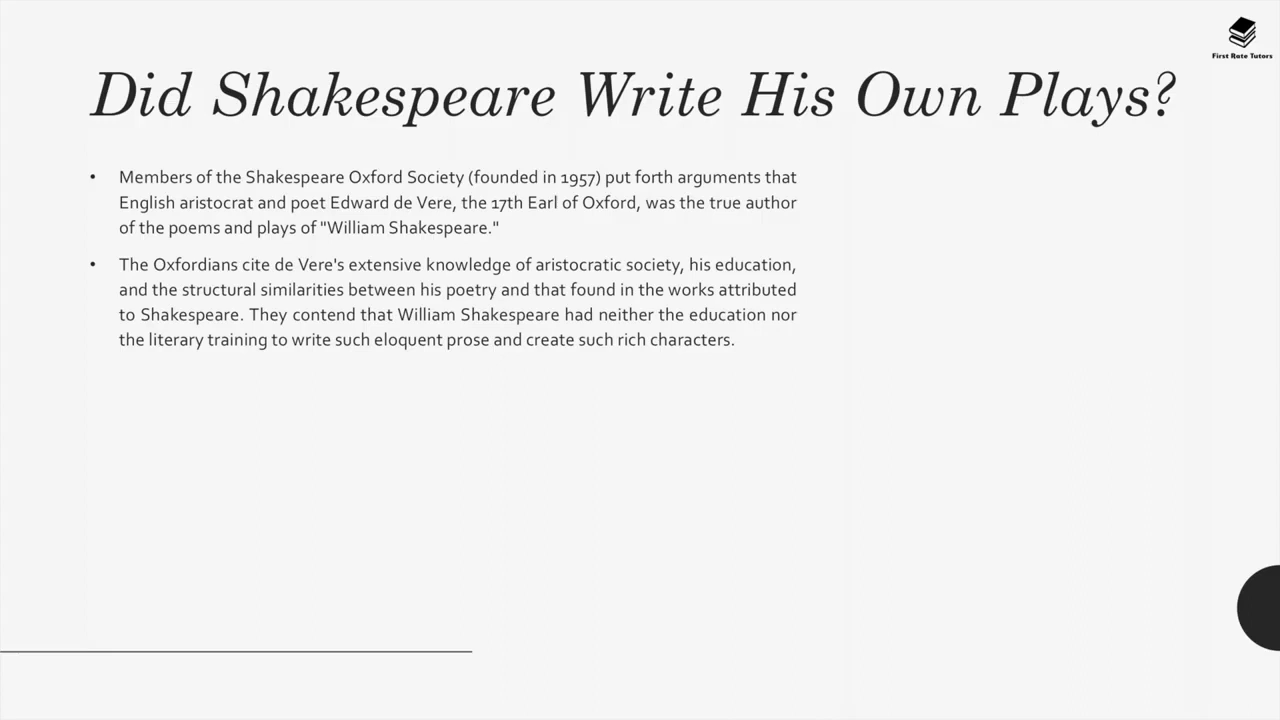 First Rate Tutors
Did Shakespeare Write His Own Plays?
• Members of the Shakespeare Oxford Society (founded in 1957) put forth arguments that
English aristocrat and poet Edward de Vere, the 17th Earl of Oxford, was the true author
of the poems and plays of "William Shakespeare."
• The Oxfordians cite de Vere's extensive knowledge of aristocratic society, his education,
and the structural similarities between his poetry and that found in the works attributed
to Shakespeare. They contend that William Shakespeare had neither the education nor
the literary training to write such eloquent prose and create such rich characters.